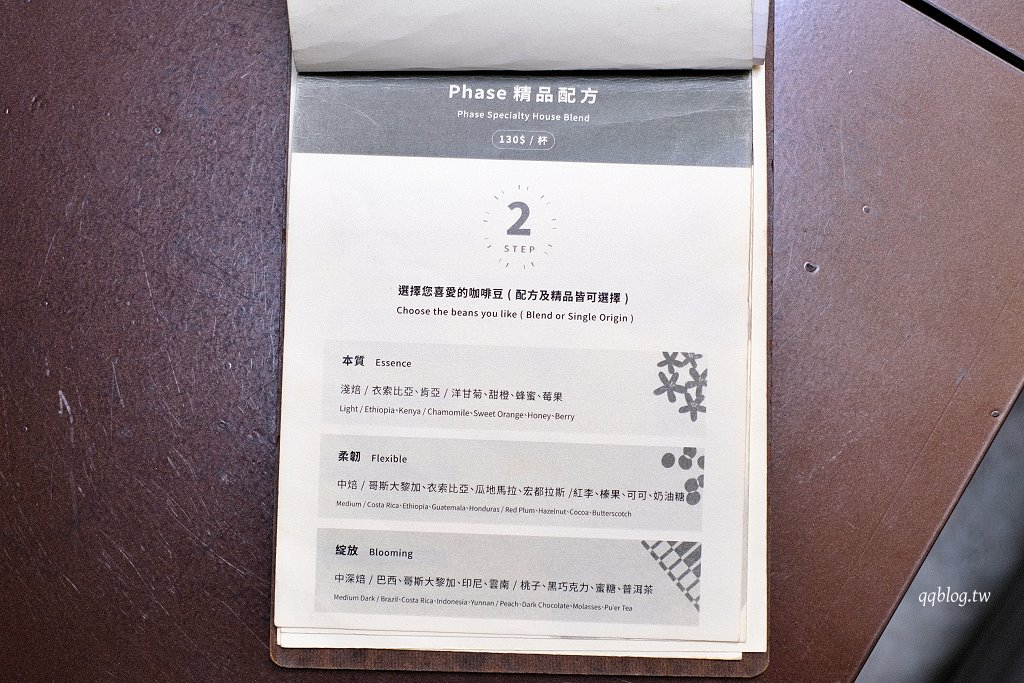 Phase 精品配方
Phase Specialty House Blend
130$ / 杯
2
STEP
選擇您喜愛的咖啡豆 ( 配方及精品皆可選擇 )
Choose the beans you like ( Blend or Single Origin )
本質 Essence
淺焙 / 衣索比亞、肯亞 / 洋甘菊、甜橙、蜂蜜、莓果
Light / Ethiopia、Kenya / Chamomile、Sweet Orange、Honey、Berry
柔韌 Flexible
中焙 / 哥斯大黎加、衣索比亞、瓜地馬拉、宏都拉斯 /紅李、榛果、可可、奶油糖
Medium / Costa Rica、Ethiopia、Guatemala、Honduras / Red Plum、Hazelnut、Cocoa、Butterscotch
綻放 Blooming
中深焙 / 巴西、哥斯大黎加、印尼、雲南 / 桃子、黑巧克力、蜜糖、普洱茶
Medium Dark / Brazil、Costa Rica、Indonesia、Yunnan / Peach、Dark Chocolate、Molasses、Pu'er Tea
qqblog.tw